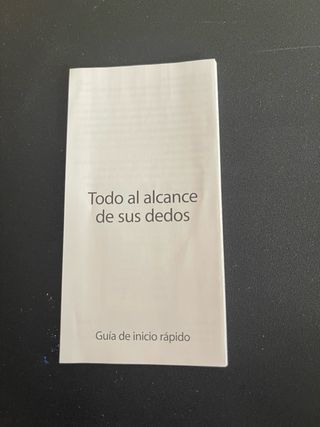 Todo al alcance
de sus dedos
Guía de inicio rápido